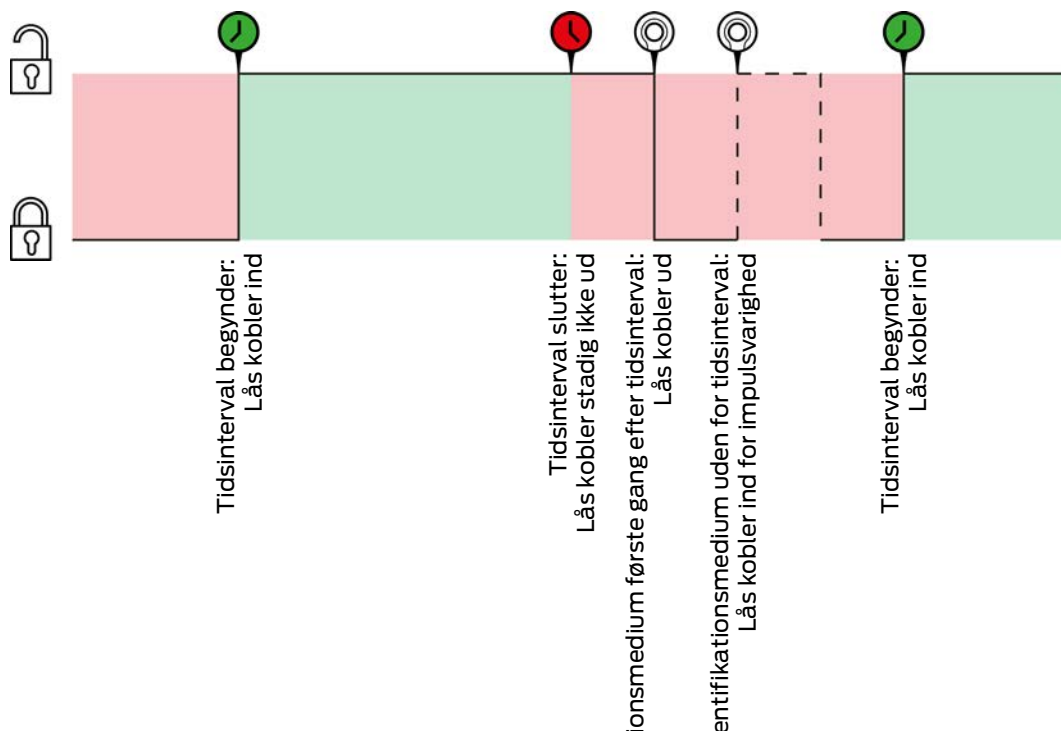 Tidsinterval begynder:
Lås kobler ind
Tidsinterval slutter:
Lås kobler stadig ikke ud
ionsmedium første gang efter tidsinterval:
Lås kobler ud
entifikationsmedium uden for tidsinterval:
Lås kobler ind for impulsvarighed
Tidsinterval begynder:
Lås kobler ind